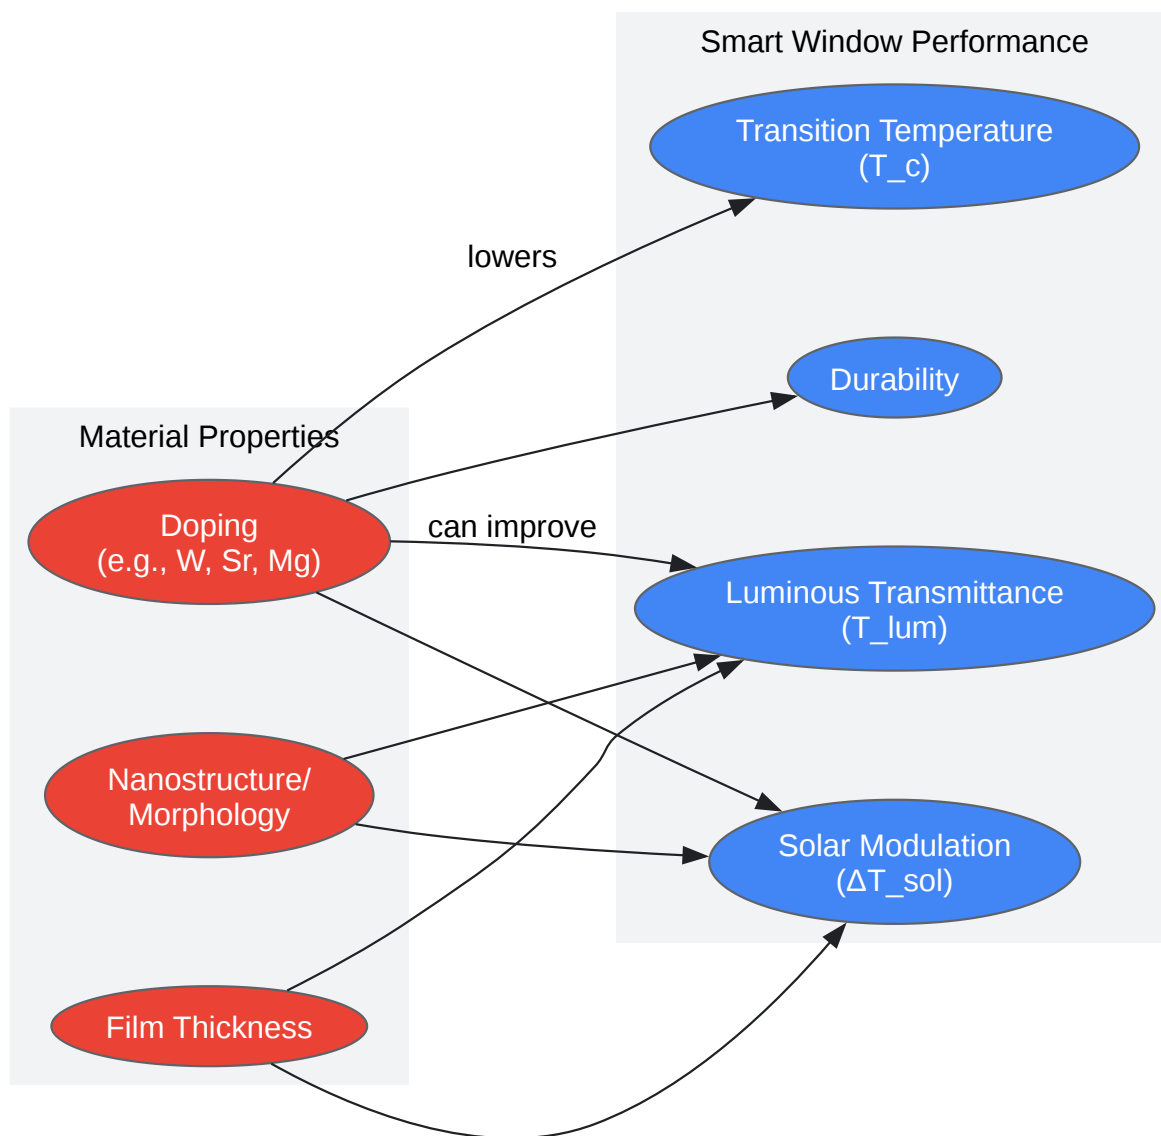 Smart Window Performance
Transition Temperature
(T_c)
lowers
Durability
Material Properties
Doping
(e.g., W, Sr, Mg)
can improve
Luminous Transmittance
(T_lum)
Nanostructure/
Morphology
Solar Modulation
(ΔT_sol)
Film Thickness